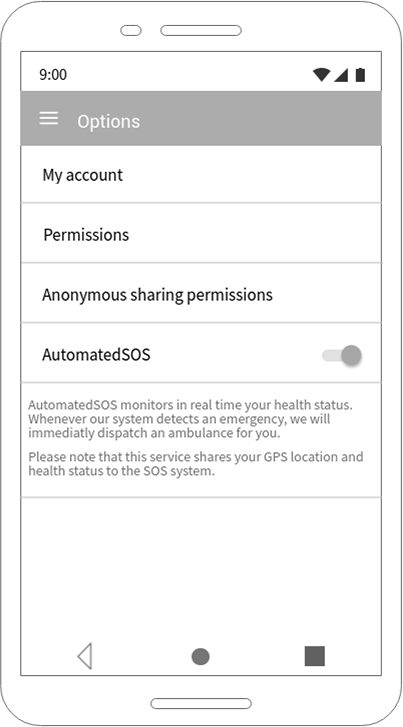 9:00
Options
My account
Permissions
Anonymous sharing permissions
AutomatedSOS
AutomatedSOS monitors in real time your health status.
Whenever our system detects an emergency, we will
immediatly dispatch an ambulance for you.
Please note that this service shares your GPS location and
health status to the SOS system.